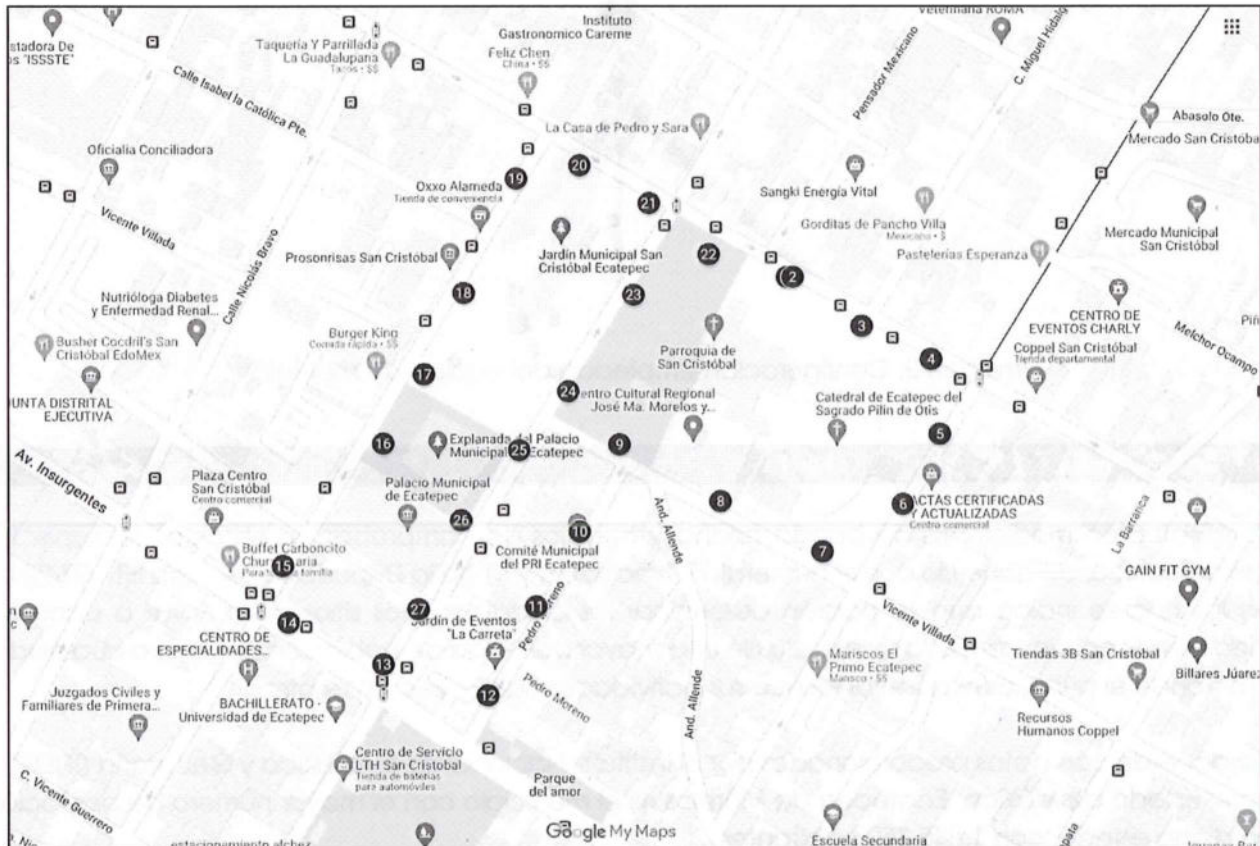 Veterinaria ROMA
C. Miguel Hidalg
Instituto
Gastronomico Careme
stadora De
os "ISSSTE"
Taquería Y Parrillada
La Guadalupana
Tacos • $$
Feliz Chen
China • $$
Pensador Mexicano
Calle Isabel la Católica Pte.
Abasolo Ote.
Mercado San Cristóbal
La Casa de Pedro y Sara
Oficialia Conciliadora
20
19
Oxxo Alameda
Tienda de conveniencia
Sangki Energía Vital
21
Gorditas de Pancho Villa
Mexicana • $
Vicente Villada
Mercado Municipal
San Cristóbal
Calle Nicolás Bravo
Prosonrisas San Cristóbal
Jardín Municipal San
Cristóbal Ecatepec
22
Pastelerías Esperanza
2
18
23
Nutrióloga Diabetes
y Enfermedad Renal...
3
CENTRO DE
EVENTOS CHARLY
Melchor Ocampo
Busher Cocdril's San
Cristóbal EdoMex
Burger King
Comida rápida • $$
Parroquia de
San Cristóbal
4
Coppel San Cristóbal
Tienda departamental
17
24
JUNTA DISTRITAL
EJECUTIVA
entro Cultural Regional
José Ma. Morelos y...
Catedral de Ecatepec del
Sagrado Pilin de Otis
5
16
Explanada del Palacio
Municipal de Ecatepec
25
9
Av. Insurgentes
Plaza Centro
San Cristóbal
Centro comercial
Palacio Municipal
de Ecatepec
8
6
ACTAS CERTIFICADAS
Y ACTUALIZADAS
Centro comercial
26
10
And. Allende
La Barranca
Buffet Carboncito
15
Comité Municipal
del PRI Ecatepec
7
GAIN FIT GYM
27
11
Jardín de Eventos
"La Carreta"
Vicente Villada
14
CENTRO DE
ESPECIALIDADES...
13
Mariscos El
Primo Ecatepec
Marisco • $$
Tiendas 3B San Cristobal
Billares Juárez
Juzgados Civiles y
Familiares de Primera...
BACHILLERATO -
Universidad de Ecatepec
12
Pedro Moreno
And. Allende
Recursos
Humanos Coppel
Centro de Servicio
LTH San Cristobal
Tienda de baterías
para automóviles
Parque
del amor
C. Vicente Guerrero
Google My Maps
Escuela Secundaria